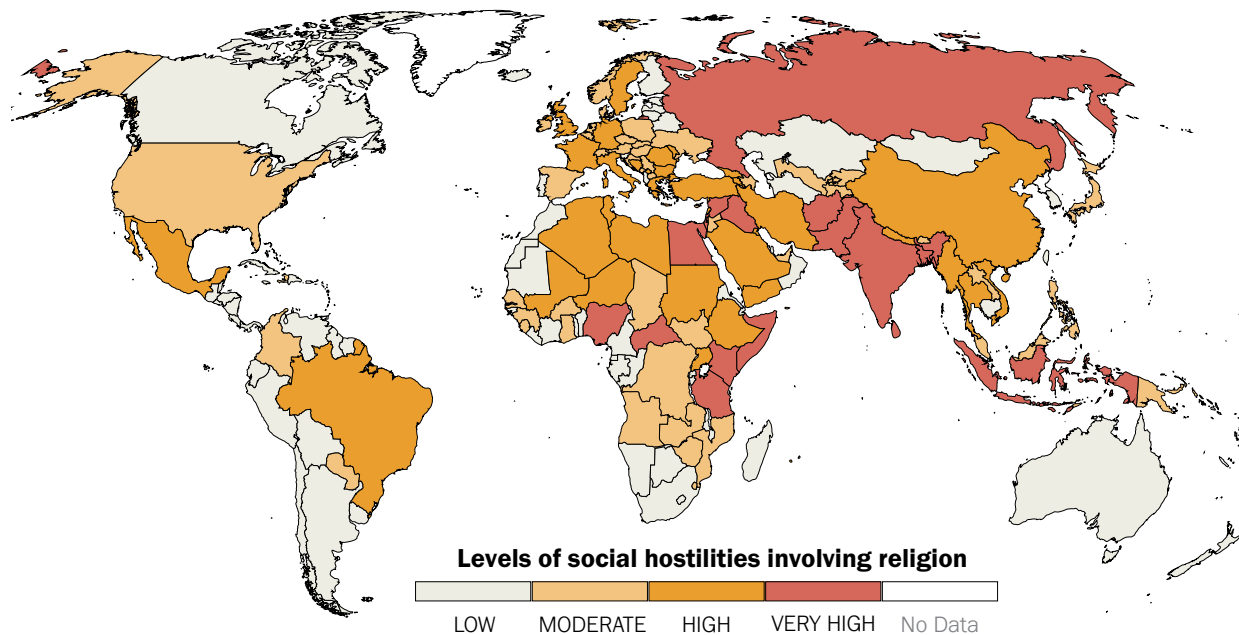 Levels of social hostilities involving religion
LOW MODERATE HIGH VERY HIGH No Data